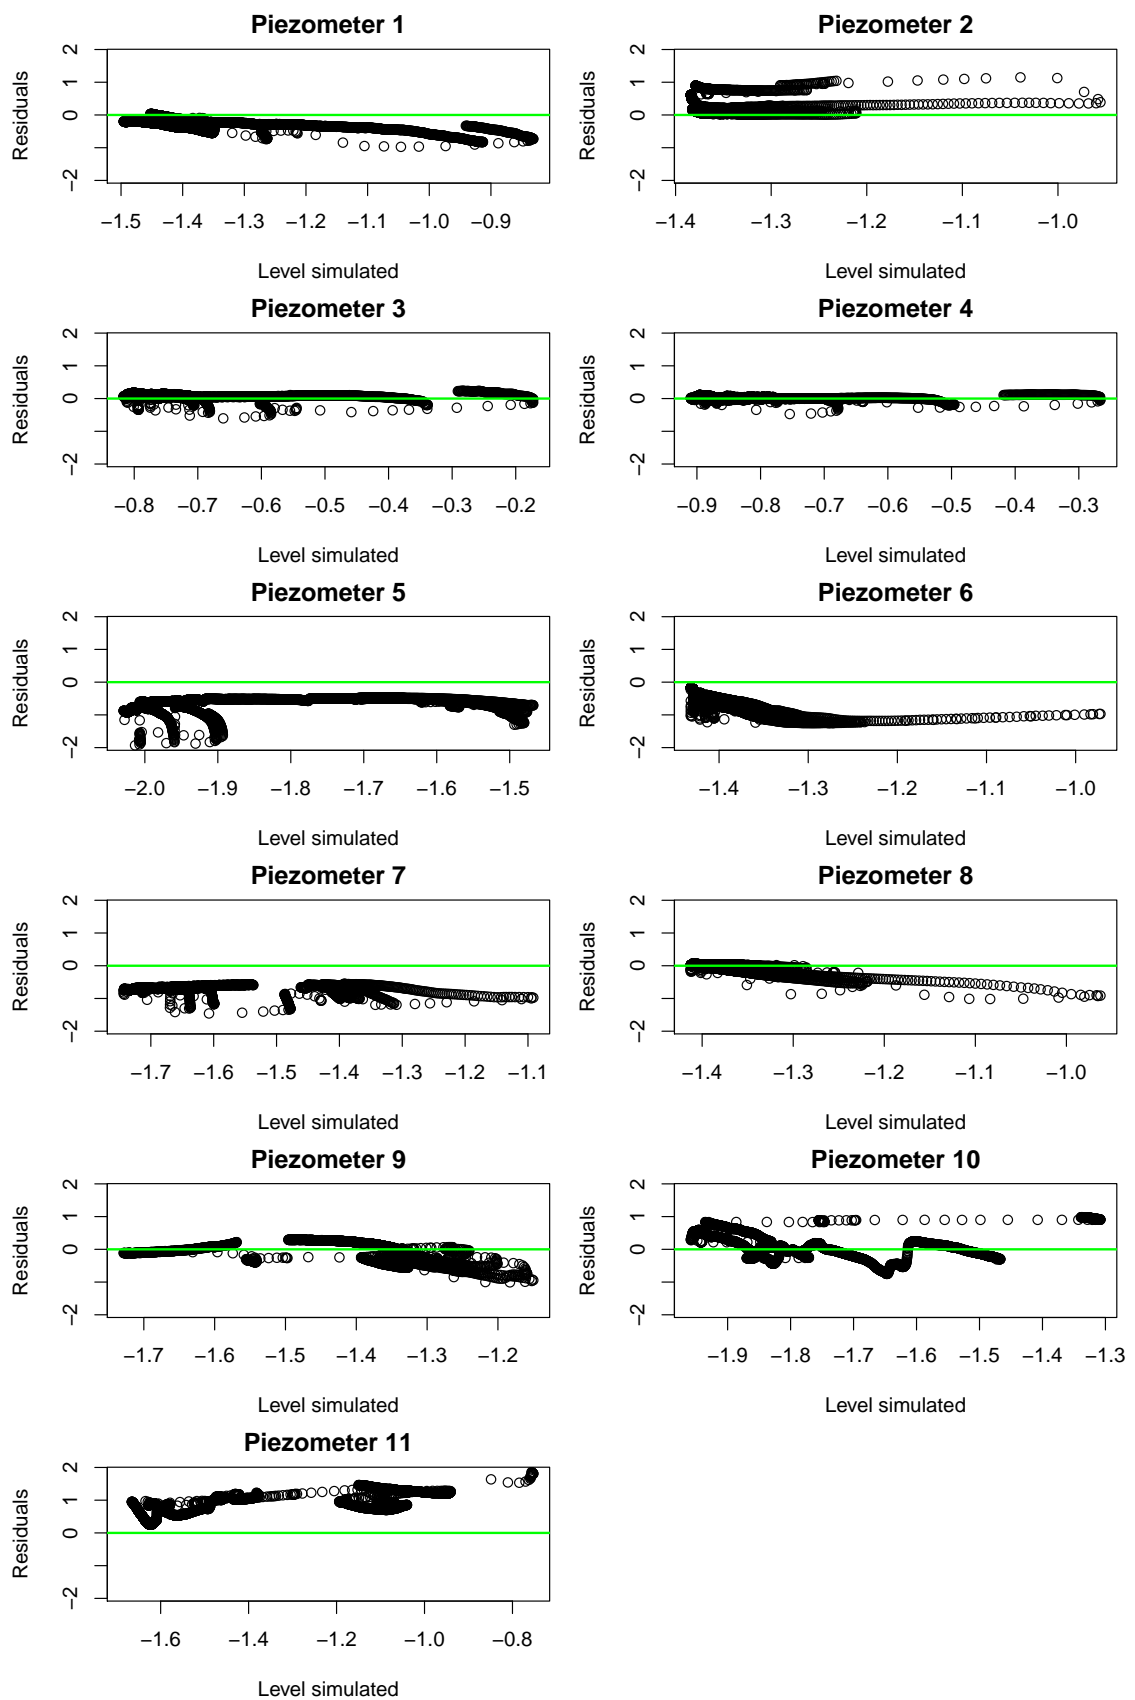 Piezometer 1
Residuals
2
1
0
−2
−1.5 −1.4 −1.3 −1.2 −1.1 −1.0 −0.9
Level simulated
Piezometer 2
Residuals
2
1
0
−2
−1.4 −1.3 −1.2 −1.1 −1.0
Level simulated
Piezometer 3
Residuals
2
1
0
−2
−0.8 −0.7 −0.6 −0.5 −0.4 −0.3 −0.2
Level simulated
Piezometer 4
Residuals
2
1
0
−2
−0.9 −0.8 −0.7 −0.6 −0.5 −0.4 −0.3
Level simulated
Piezometer 5
Residuals
2
1
0
−2
−2.0 −1.9 −1.8 −1.7 −1.6 −1.5
Level simulated
Piezometer 6
Residuals
2
1
0
−2
−1.4 −1.3 −1.2 −1.1 −1.0
Level simulated
Piezometer 7
Residuals
2
1
0
−2
−1.7 −1.6 −1.5 −1.4 −1.3 −1.2 −1.1
Level simulated
Piezometer 8
Residuals
2
1
0
−2
−1.4 −1.3 −1.2 −1.1 −1.0
Level simulated
Piezometer 9
Residuals
2
1
0
−2
−1.7 −1.6 −1.5 −1.4 −1.3 −1.2
Level simulated
Piezometer 10
Residuals
2
1
0
−2
−1.9 −1.8 −1.7 −1.6 −1.5 −1.4 −1.3
Level simulated
Piezometer 11
Residuals
2
1
0
−2
−1.6 −1.4 −1.2 −1.0 −0.8
Level simulated